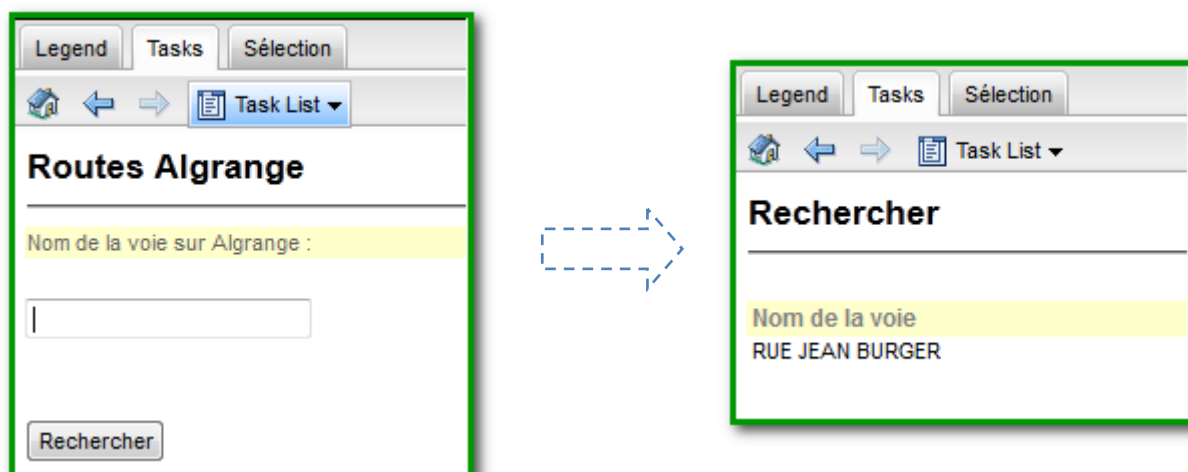 Legend Tasks Sélection
Task List
Routes Algrange
Nom de la voie sur Algrange :
Rechercher
Legend Tasks Sélection
Task List
Rechercher
Nom de la voie
RUE JEAN BURGER